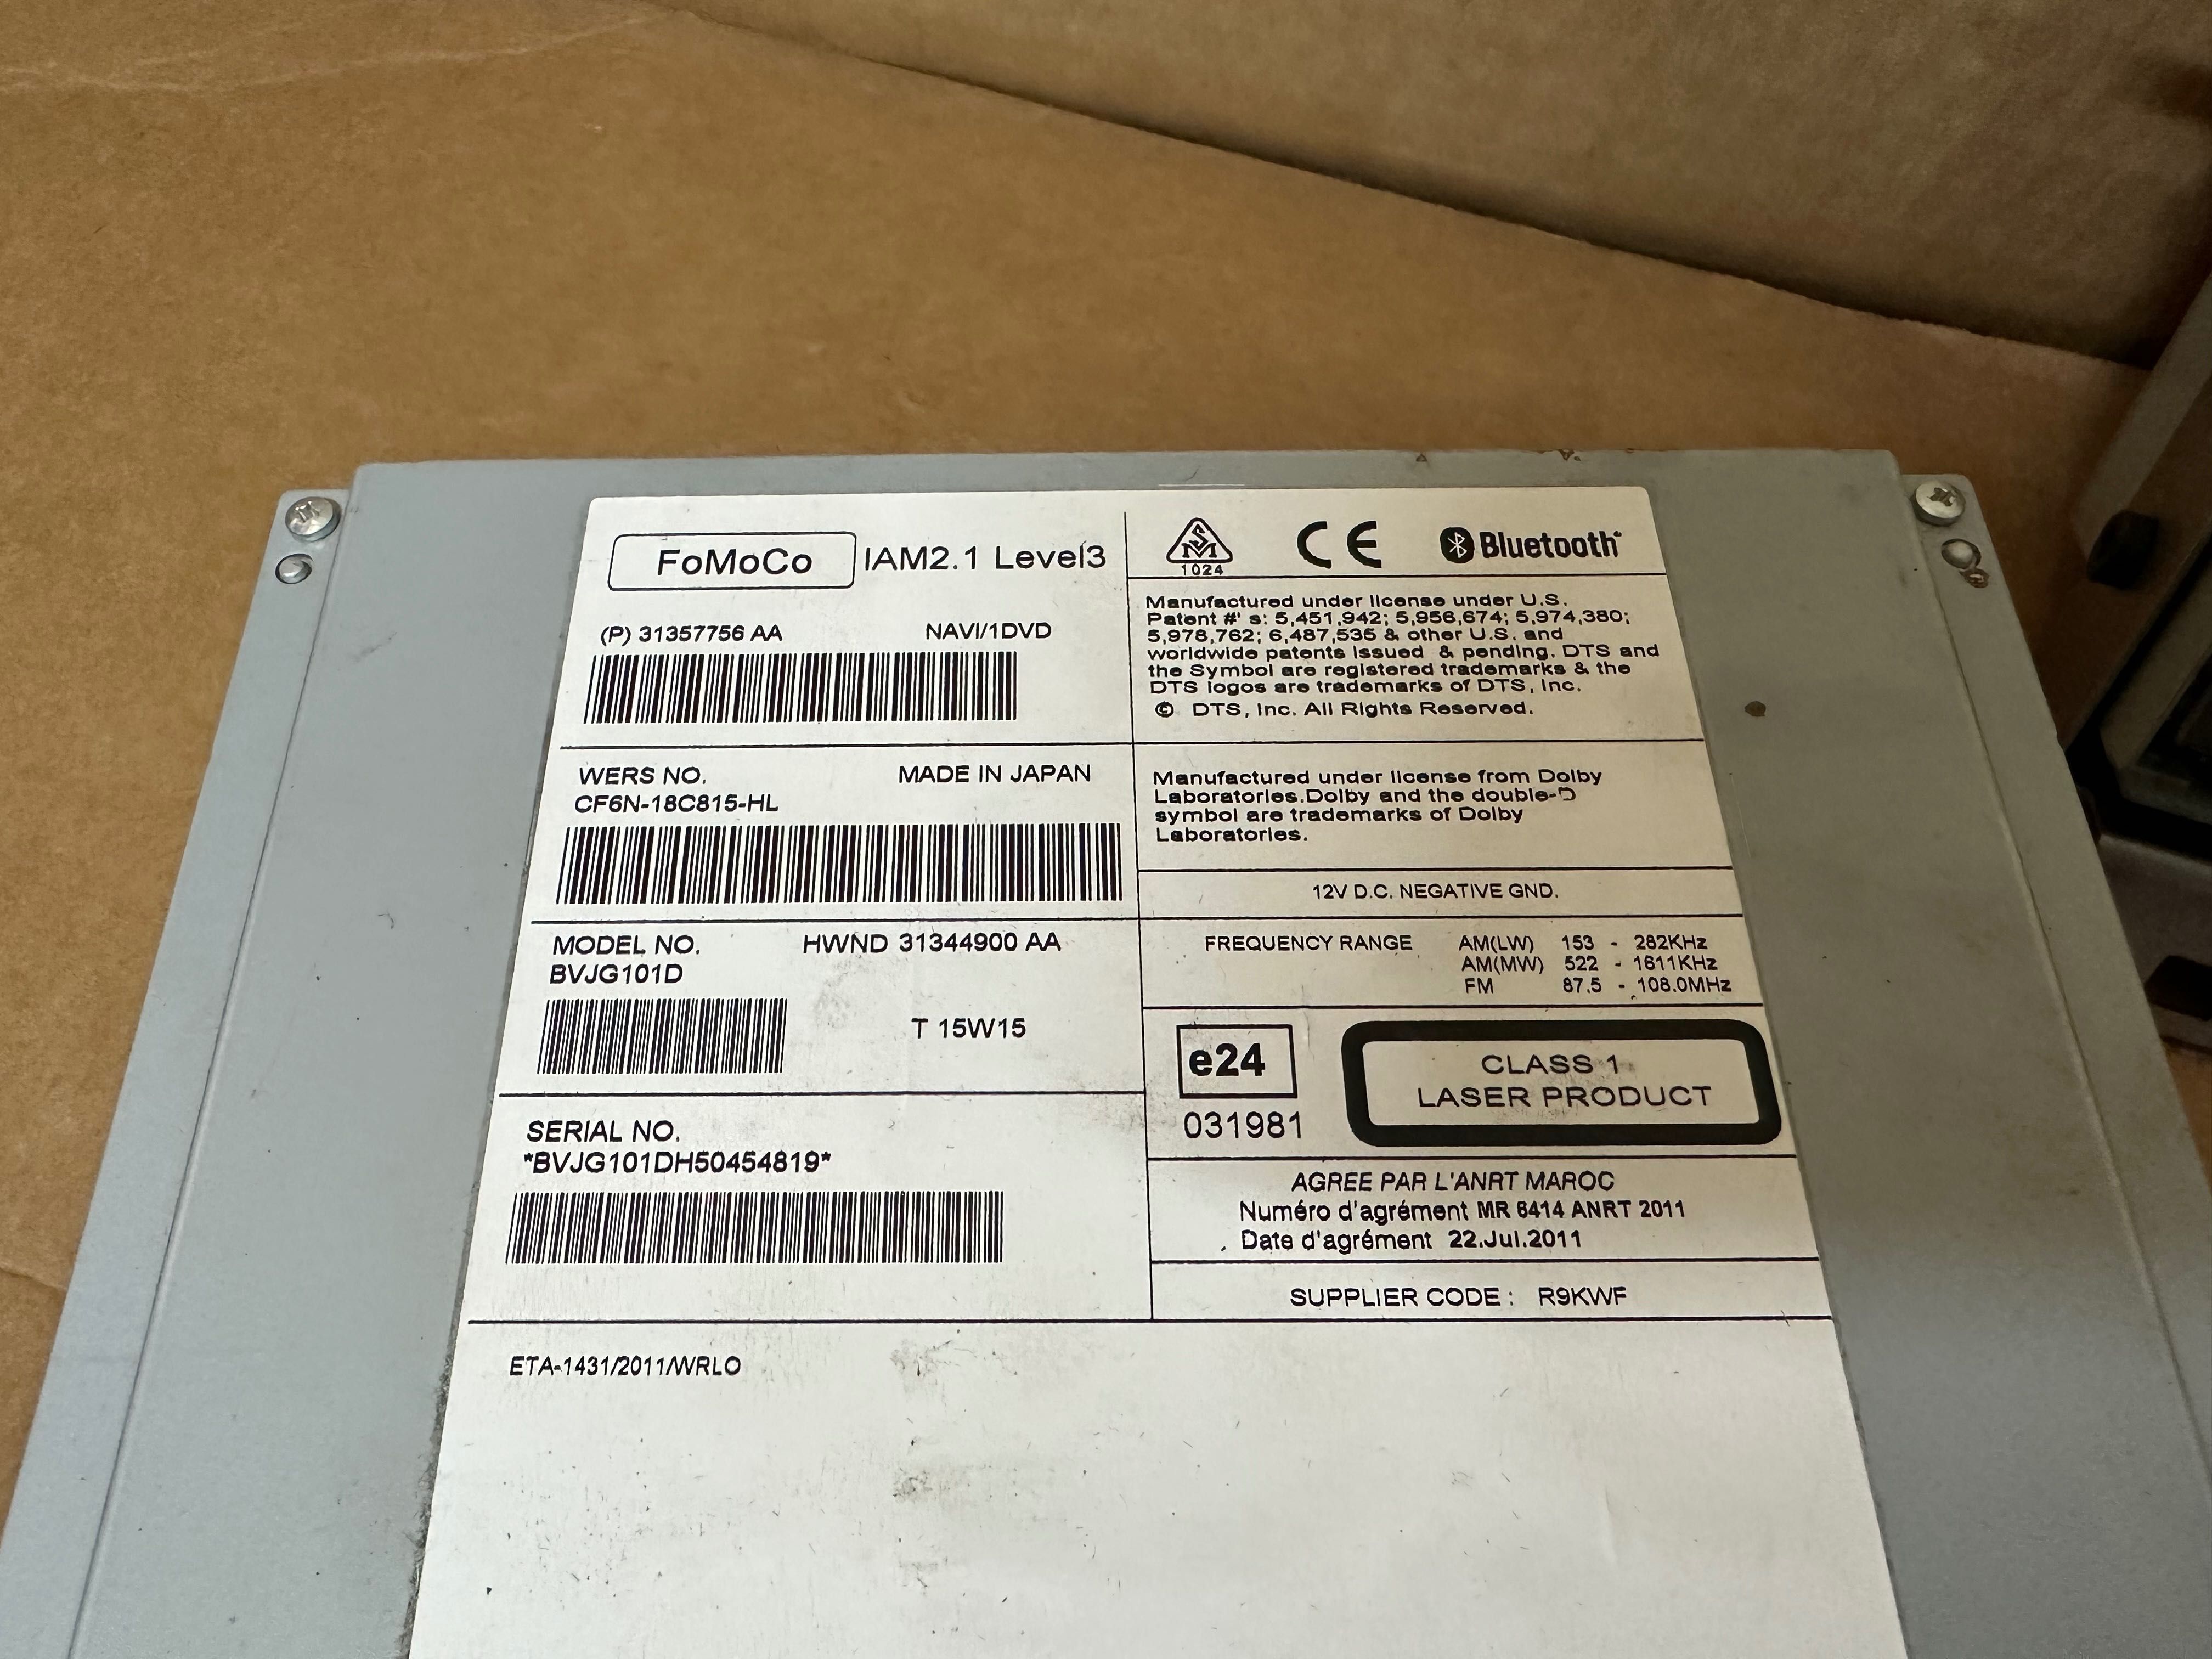 FoMoCo IAM2.1 Level3
(P) 31357756 AA NAVI/1DVD
WERS NO. MADE IN JAPAN
CF6N-18C815-HL
MODEL NO. HWND 31344900 AA
BVJG101D
T 15W15
SERIAL NO.
*BVJG101DH50454819*
ETA-1431/2011/WRLO
SM
1024
CE
Bluetooth
Manufactured under license under U.S.
Patent #' s: 5,451,942; 5,956,674; 5,974,380;
5,978,762; 6,487,535 & other U.S. and
worldwide patents issued & pending. DTS and
the Symbol are registered trademarks & the
DTS logos are trademarks of DTS, Inc.
© DTS, Inc. All Rights Reserved.
Manufactured under license from Dolby
Laboratories.Dolby and the double-D
symbol are trademarks of Dolby
Laboratories.
12V D.C. NEGATIVE GND.
FREQUENCY RANGE AM(LW) 153 - 282KHz
AM(MW) 522 - 1611KHz
FM 87.5 - 108.0MHz
e24
031981
CLASS 1
LASER PRODUCT
AGREE PAR L'ANRT MAROC
Numéro d'agrément MR 6414 ANRT 2011
Date d'agrément 22.Jul.2011
SUPPLIER CODE : R9KWF